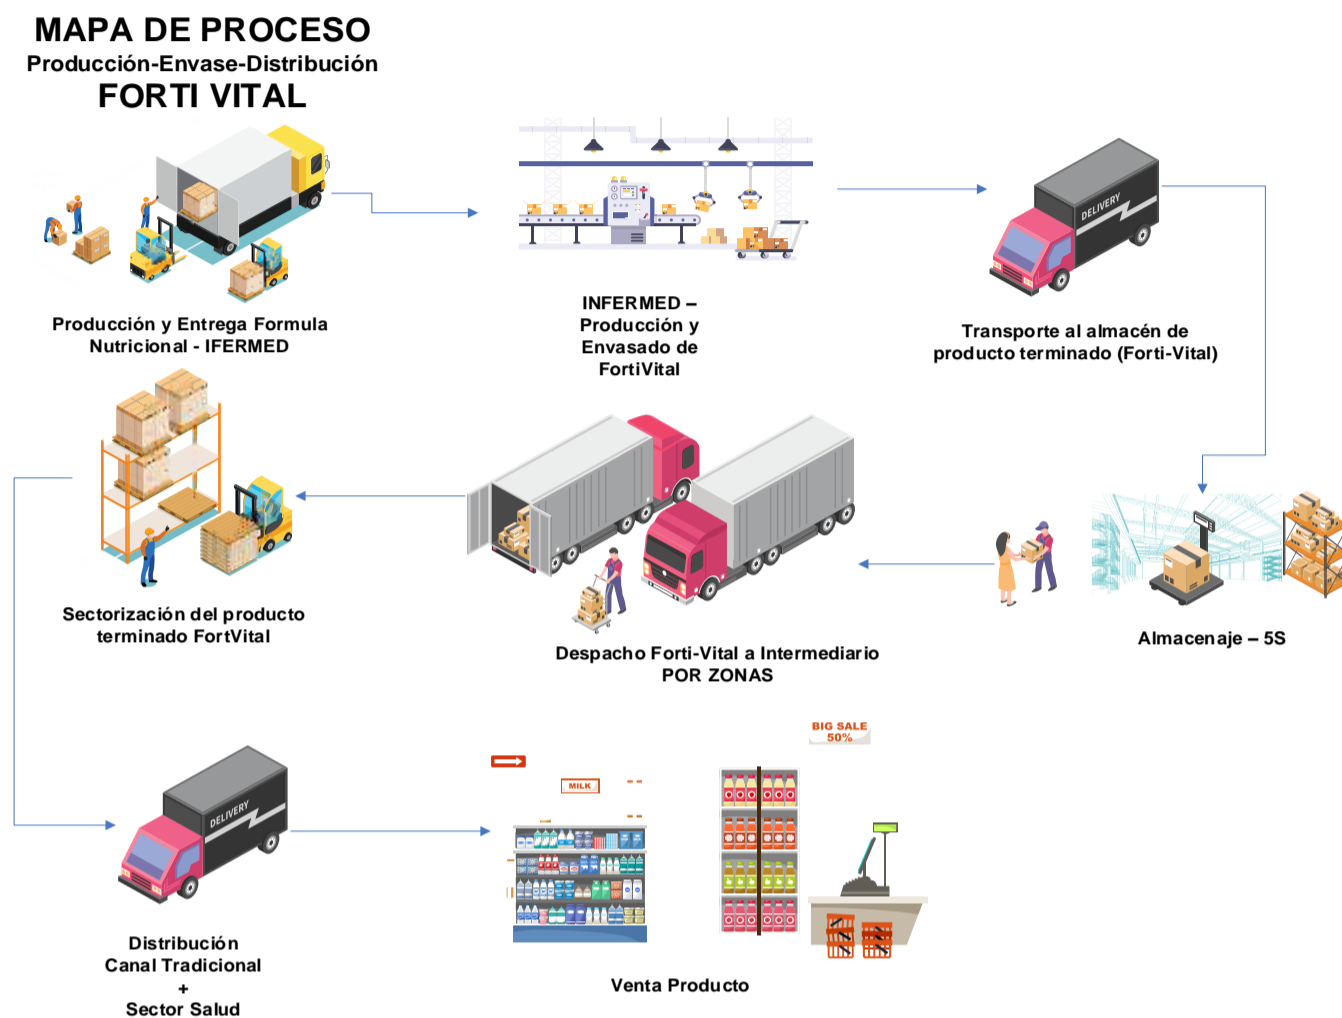 MAPA DE PROCESO
Producción-Envase-Distribución
FORTI VITAL
Producción y Entrega Formula
Nutricional - IFERMED
INFERMED –
Producción y
Envasado de
FortiVital
DELIVERY
Transporte al almacén de
producto terminado (Forti-Vital)
Sectorización del producto
terminado FortVital
Despacho Forti-Vital a Intermediario
POR ZONAS
Almacenaje – 5S
DELIVERY
Distribución
Canal Tradicional
+
Sector Salud
MILK
BIG SALE
50%
Venta Producto